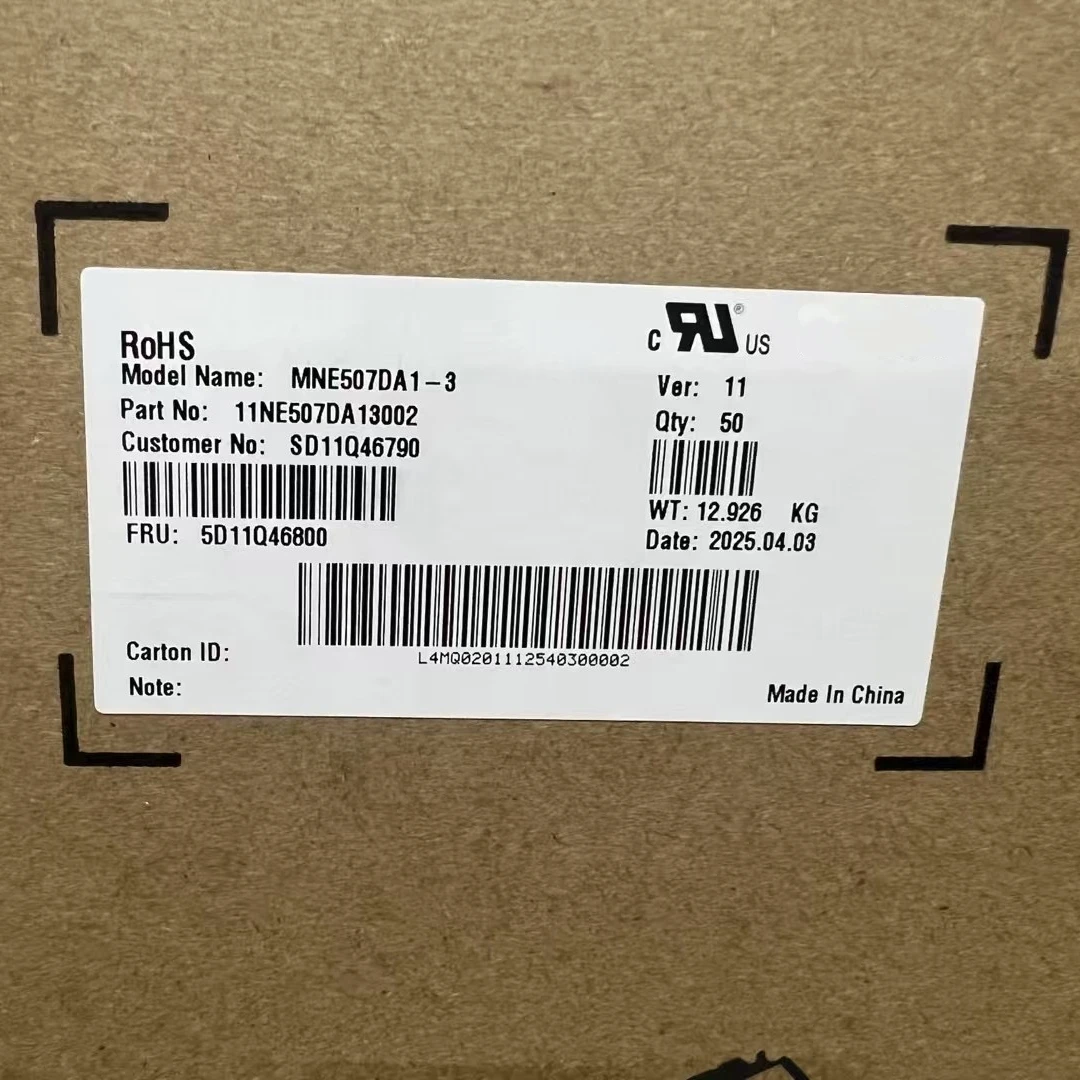 RoHS
C RU® US
Model Name: MNE507DA1-3
Ver: 11
Part No: 11NE507DA13002
Qty: 50
Customer No: SD11Q46790
WT: 12.926 KG
FRU: 5D11Q46800
Date: 2025.04.03
Carton ID:
L4MQ0201112540300002
Note:
Made In China